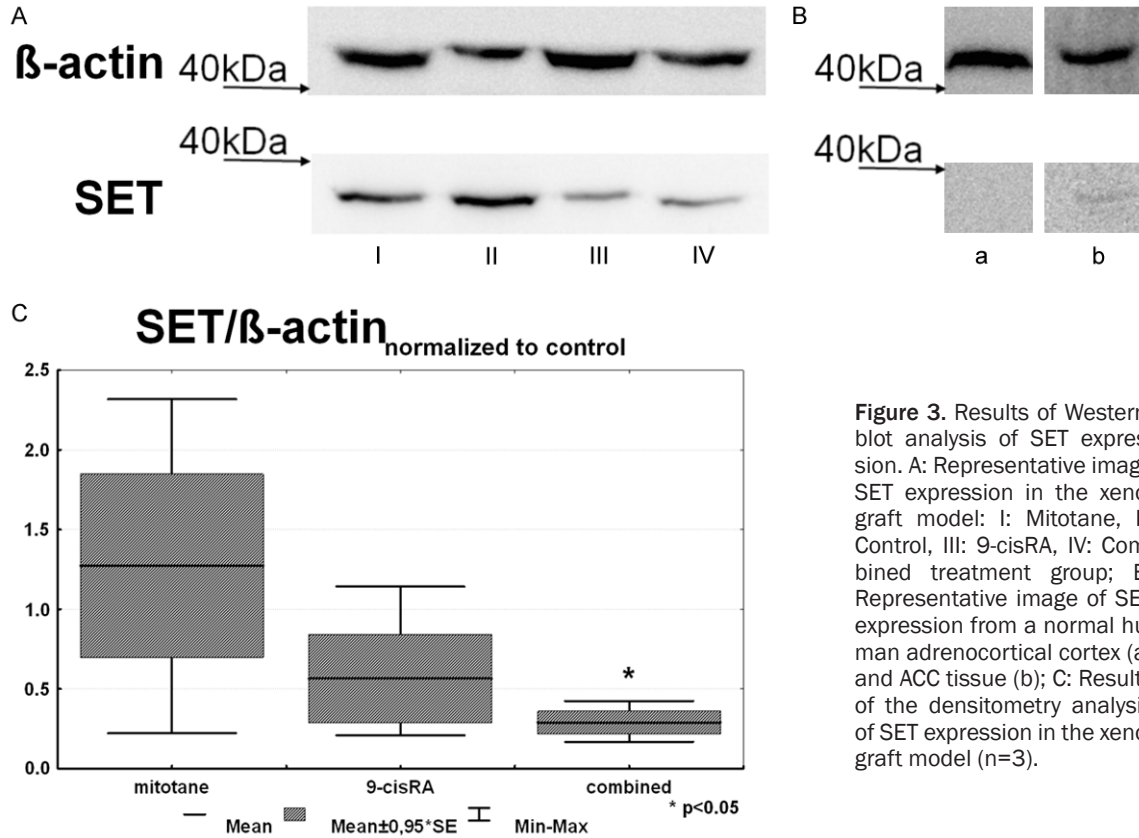 A
ß-actin
40kDa
40kDa
SET
I II III IV
B
40kDa
40kDa
a b
C
SET/ß-actin normalized to control
2.5
2.0
1.5
1.0
0.5
0.0
*
mitotane 9-cisRA combined
* p<0.05
Mean Mean±0,95*SE Min-Max
Figure 3. Results of Western
blot analysis of SET expres-
sion. A: Representative image
SET expression in the xeno-
graft model: I: Mitotane, I
Control, III: 9-cisRA, IV: Com-
bined treatment group; B
Representative image of SE
expression from a normal hu-
man adrenocortical cortex (a
and ACC tissue (b); C: Result
of the densitometry analysi
of SET expression in the xeno-
graft model (n=3).